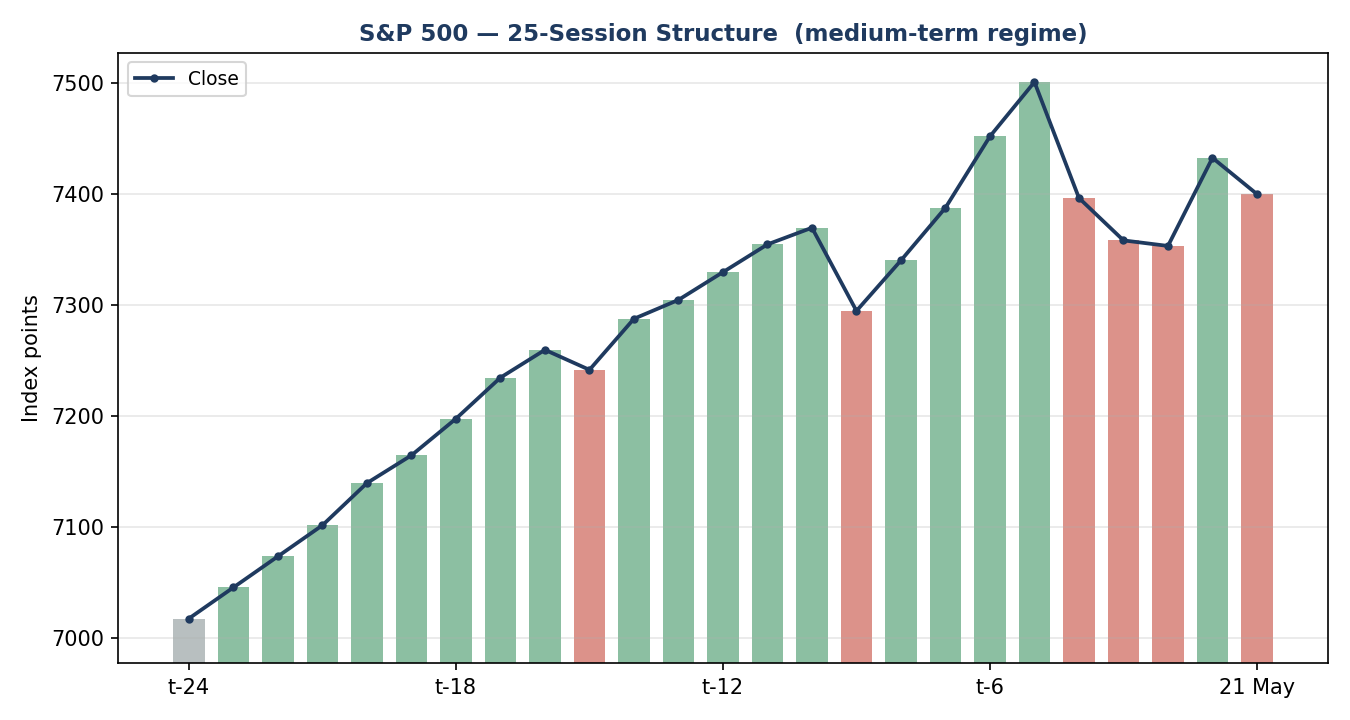 S&P 500 — 25-Session Structure  (medium-term regime)
Close
Index points
7500
7400
7300
7200
7100
7000
t-24
t-18
t-12
t-6
21 May